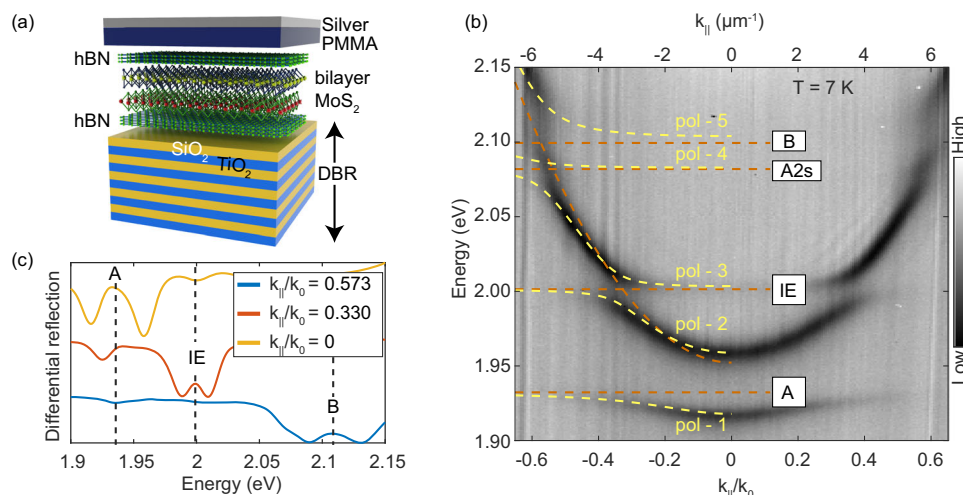 (a)
Silver
PMMA
hBN
bilayer
MoS2
hBN
SiO2
TiO2
DBR
(b)
k|| (μm-1)
-6 -4 -2 0 2 4 6
T = 7 K
2.15
2.10
2.05
2.00
1.95
1.90
Energy (eV)
pol - 5
B
pol - 4
A2s
pol - 3
IE
pol - 2
A
pol - 1
-0.6 -0.4 -0.2 0 0.2 0.4 0.6
k||/k0
High
Low
(c)
Differential reflection
A
IE
B
k||/k0 = 0.573
k||/k0 = 0.330
k||/k0 = 0
1.9 1.95 2 2.05 2.1 2.15
Energy (eV)